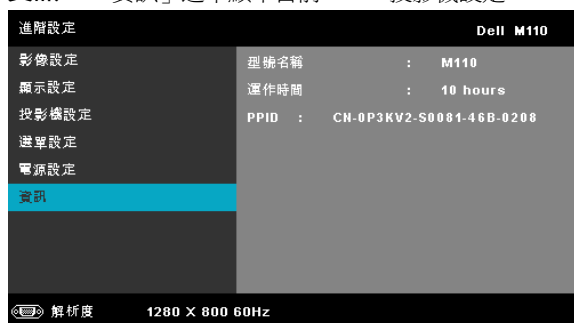 進階設定 Dell M110
影像設定 型號名稱 : M110
顯示設定 運作時間 : 10 hours
投影機設定 PPID : CN-0P3KV2-S0081-46B-0208
選單設定
電源設定
資訊
解析度 1280 X 800 60Hz